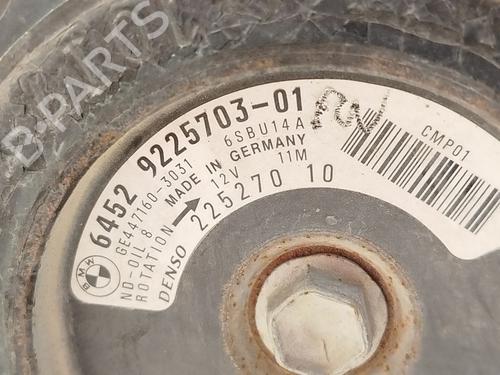 B-PARTS
BMW
6452 9225703-01
GE447160-3031 6SBU14A
ND-OIL 8 MADE IN GERMANY
ROTATION 12V 11M
DENSO 225270 10
CMP01